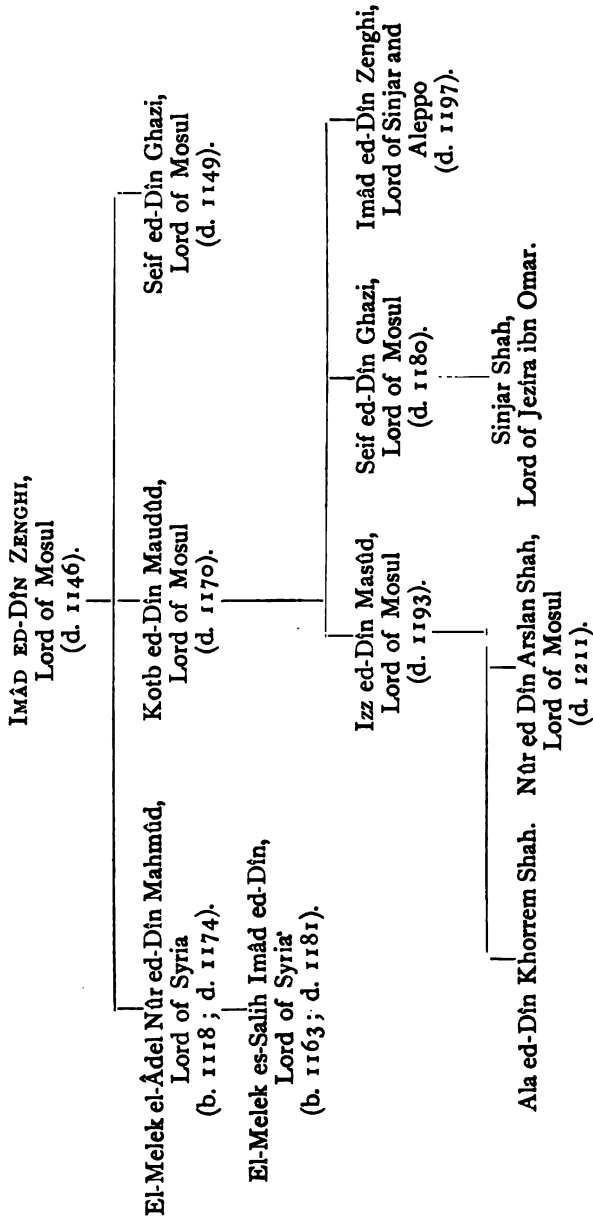 IMÂD ED-DÎN ZENGHI,
Lord of Mosul
(d. 1146).
El-Melek el-Âdel Nûr ed-Dîn Mahmûd,
Lord of Syria
(b. 1118 ; d. 1174).
Kotb ed-Dîn Maudûd,
Lord of Mosul
(d. 1170).
Seif ed-Dîn Ghazi,
Lord of Mosul
(d. 1149).
El-Melek es-Salih Imâd ed-Dîn,
Lord of Syria
(b. 1163 ; d. 1181).
Izz ed-Dîn Masûd,
Lord of Mosul
(d. 1193).
Seif ed-Dîn Ghazi,
Lord of Mosul
(d. 1180).
Imâd ed-Dîn Zenghi,
Lord of Sinjar and
Aleppo
(d. 1197).
Ala ed-Dîn Khorrem Shah.
Nûr ed Dîn Arslan Shah,
Lord of Mosul
(d. 1211).
Sinjar Shah,
Lord of Jezîra ibn Omar.